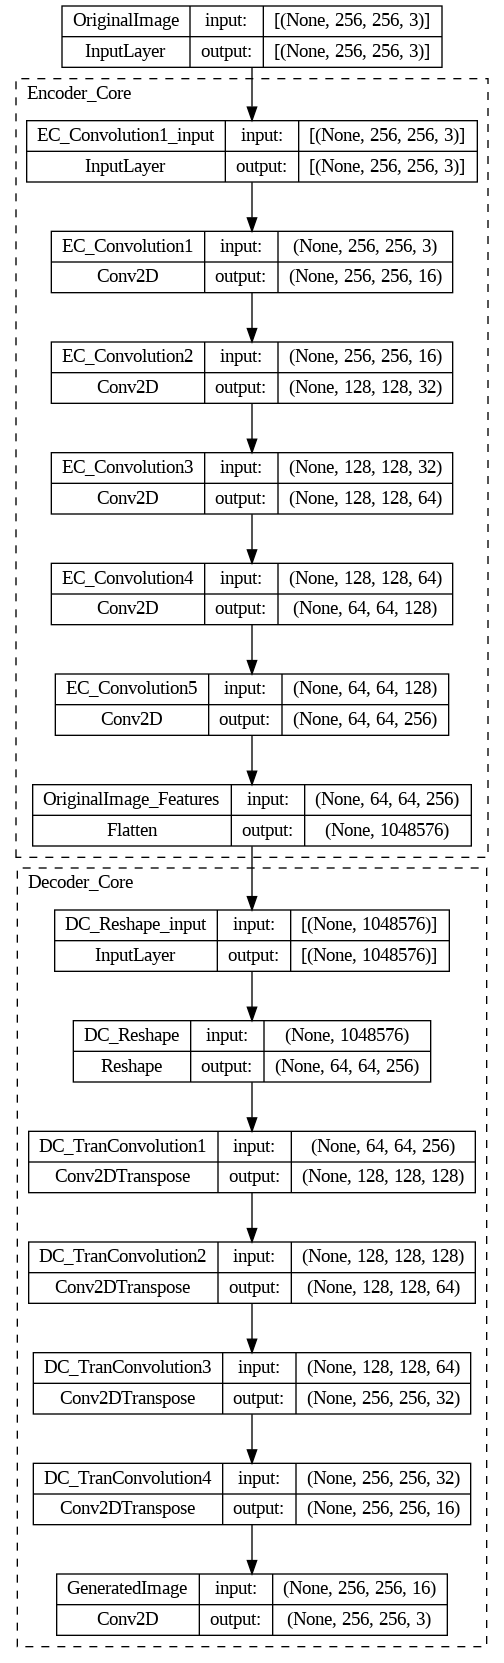 OriginalImage input: [(None, 256, 256, 3)]
InputLayer output: [(None, 256, 256, 3)]
Encoder_Core
EC_Convolution1_input input: [(None, 256, 256, 3)]
InputLayer output: [(None, 256, 256, 3)]
EC_Convolution1 input: (None, 256, 256, 3)
Conv2D output: (None, 256, 256, 16)
EC_Convolution2 input: (None, 256, 256, 16)
Conv2D output: (None, 128, 128, 32)
EC_Convolution3 input: (None, 128, 128, 32)
Conv2D output: (None, 128, 128, 64)
EC_Convolution4 input: (None, 128, 128, 64)
Conv2D output: (None, 64, 64, 128)
EC_Convolution5 input: (None, 64, 64, 128)
Conv2D output: (None, 64, 64, 256)
OriginalImage_Features input: (None, 64, 64, 256)
Flatten output: (None, 1048576)
Decoder_Core
DC_Reshape_input input: [(None, 1048576)]
InputLayer output: [(None, 1048576)]
DC_Reshape input: (None, 1048576)
Reshape output: (None, 64, 64, 256)
DC_TranConvolution1 input: (None, 64, 64, 256)
Conv2DTranspose output: (None, 128, 128, 128)
DC_TranConvolution2 input: (None, 128, 128, 128)
Conv2DTranspose output: (None, 128, 128, 64)
DC_TranConvolution3 input: (None, 128, 128, 64)
Conv2DTranspose output: (None, 256, 256, 32)
DC_TranConvolution4 input: (None, 256, 256, 32)
Conv2DTranspose output: (None, 256, 256, 16)
GeneratedImage input: (None, 256, 256, 16)
Conv2D output: (None, 256, 256, 3)